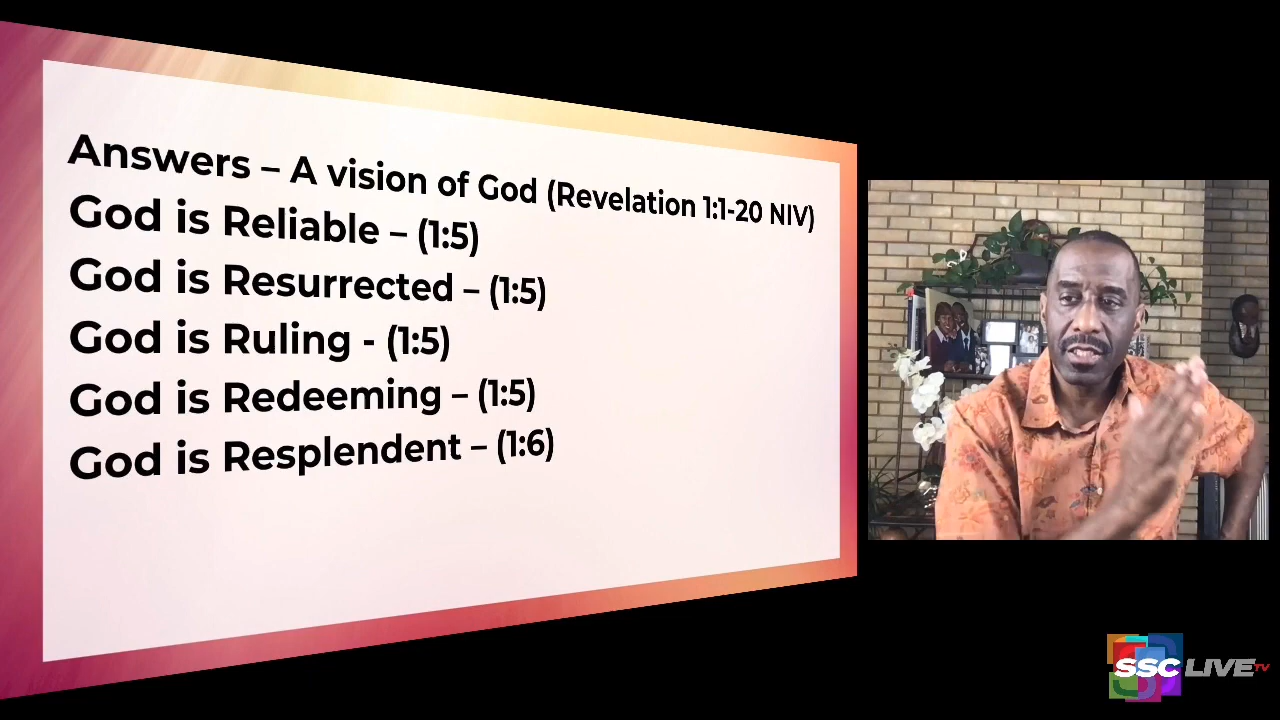 Answers – A vision of God (Revelation 1:1-20 NIV)
God is Reliable – (1:5)
God is Resurrected – (1:5)
God is Ruling - (1:5)
God is Redeeming – (1:5)
God is Resplendent – (1:6)
SSC LIVE TV